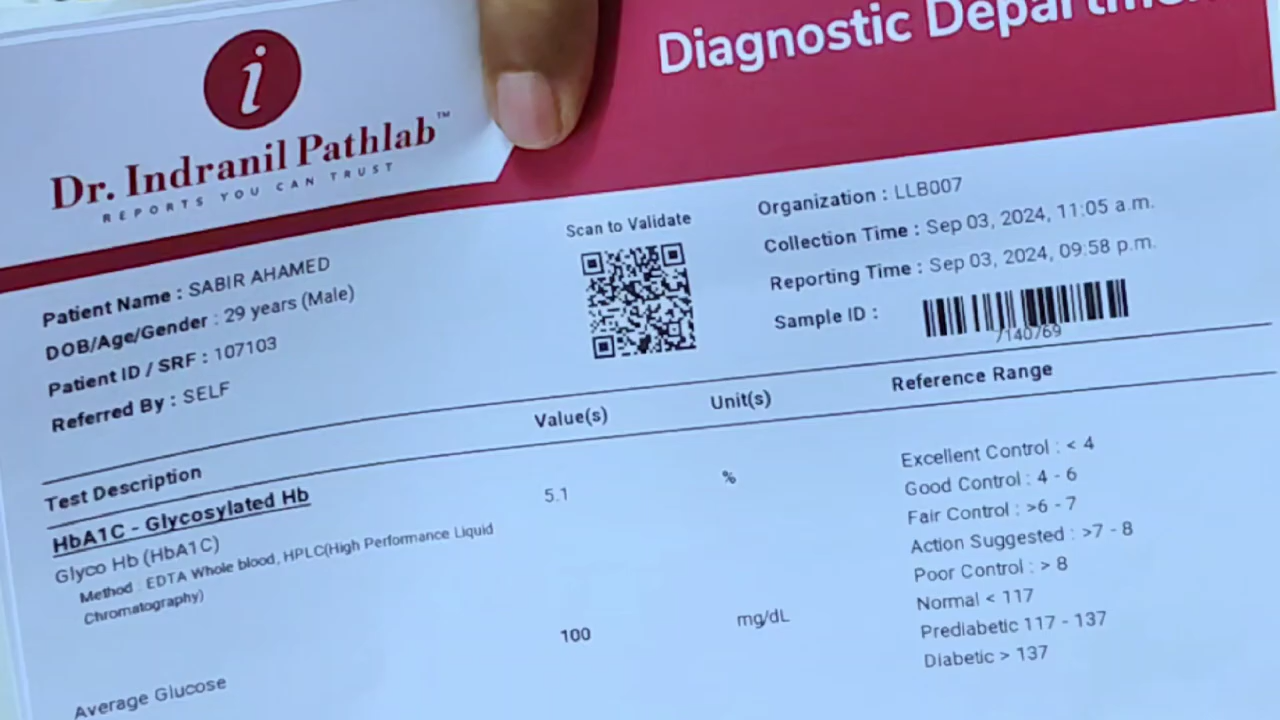 Diagnostic
i
Dr. Indranil Pathlab™
REPORTS YOU CAN TRUST
Patient Name : SABIR AHAMED
DOB/Age/Gender : 29 years (Male)
Patient ID / SRF : 107103
Referred By : SELF
Scan to Validate
Organization : LLB007
Collection Time : Sep 03, 2024, 11:05 a.m.
Reporting Time : Sep 03, 2024, 09:58 p.m.
Sample ID :
7140769
Test Description Value(s) Unit(s) Reference Range
HbA1C - Glycosylated Hb
Glyco Hb (HbA1C) 5.1 % Excellent Control : < 4
Method : EDTA Whole blood, HPLC(High Performance Liquid
Chromatography)
Good Control : 4 - 6
Fair Control : >6 - 7
Action Suggested : >7 - 8
Poor Control : > 8
Average Glucose 100 mg/dL Normal < 117
Prediabetic 117 - 137
Diabetic > 137